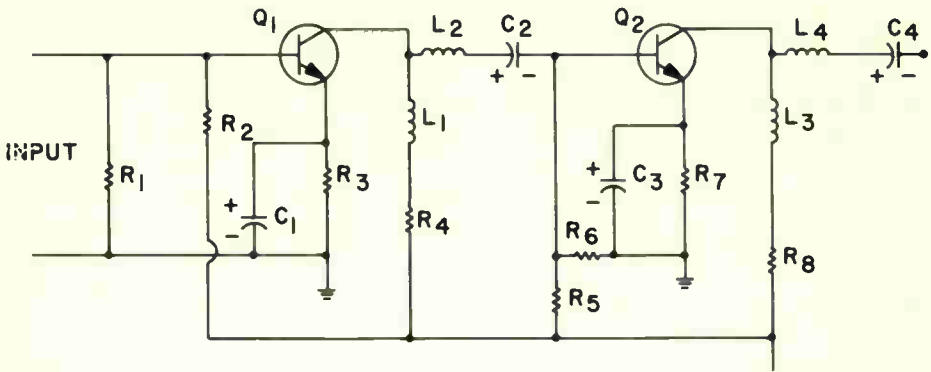 Q1
L2
C2
Q2
L4
C4
+ -
+ -
R2
L1
L3
INPUT
R1
+
C1
-
R3
R4
+
C3
-
R7
R6
R8
R5